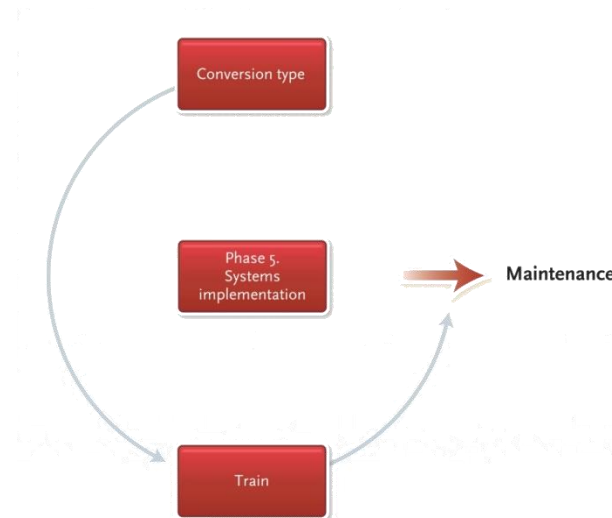 Conversion type
Phase 5.
Systems
implementation
Maintenance
Train